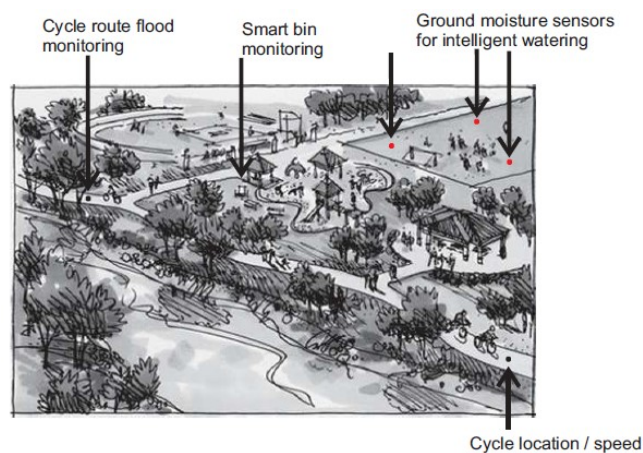 Cycle route flood
monitoring
Smart bin
monitoring
Ground moisture sensors
for intelligent watering
Cycle location / speed